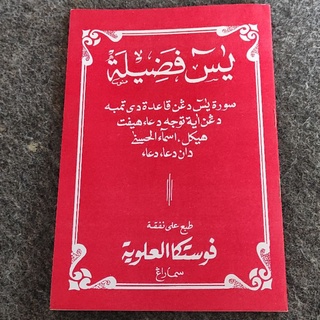 يس فضيلة
سورة يس دڠن قاعدة دي تمبه
دڠن اية توجه دعاء هيفت
هيكل، اسماء الحسنى
دان دعاء، دعاء
طبع على نفقة
فوستكا العلوية
سماراڠ